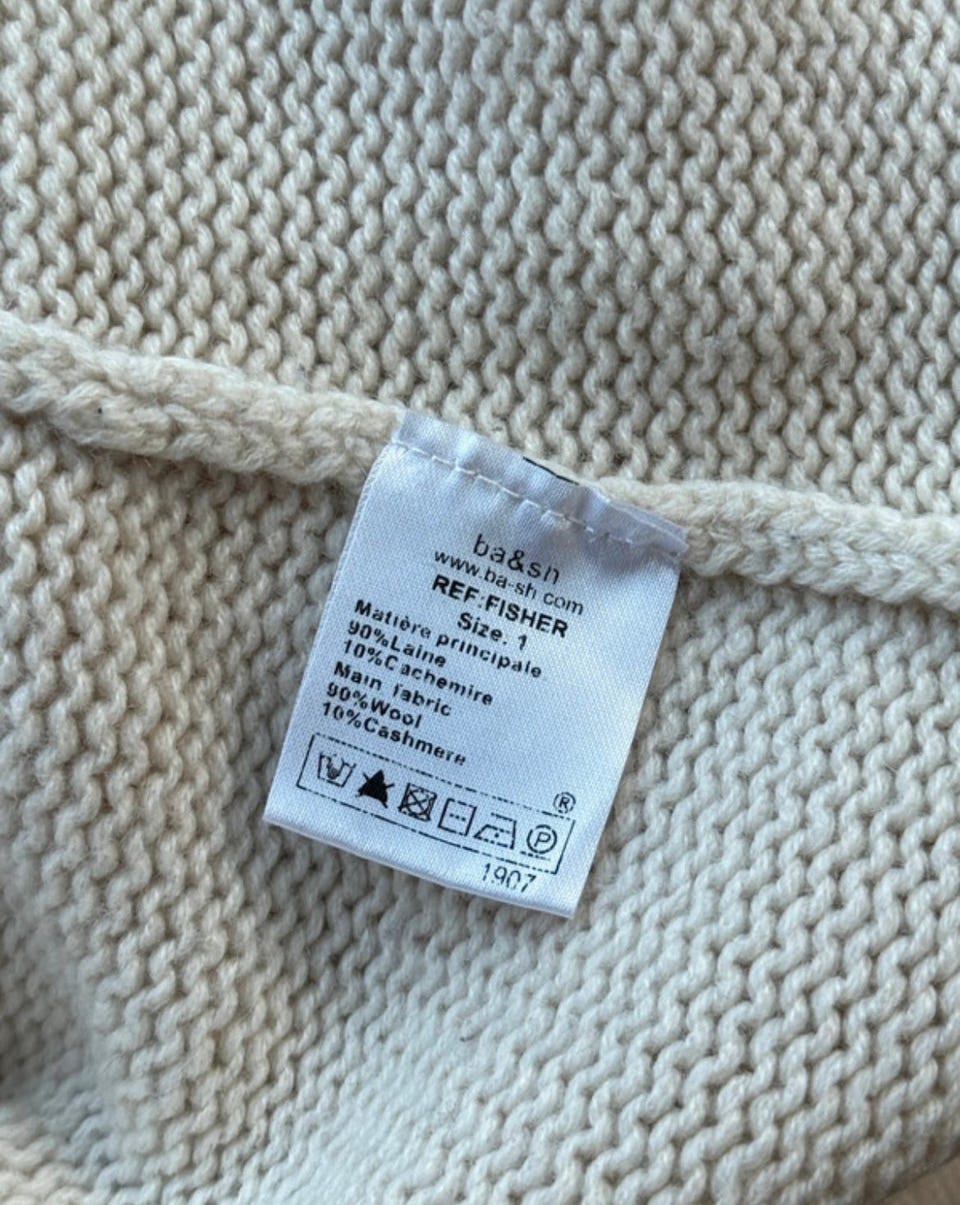 ba&sh
www.ba-sh.com
REF:FISHER
Size. 1
Matière principale
90%Laine
10%Cachemire
Main fabric
90%Wool
10%Cashmere
®
P
1907